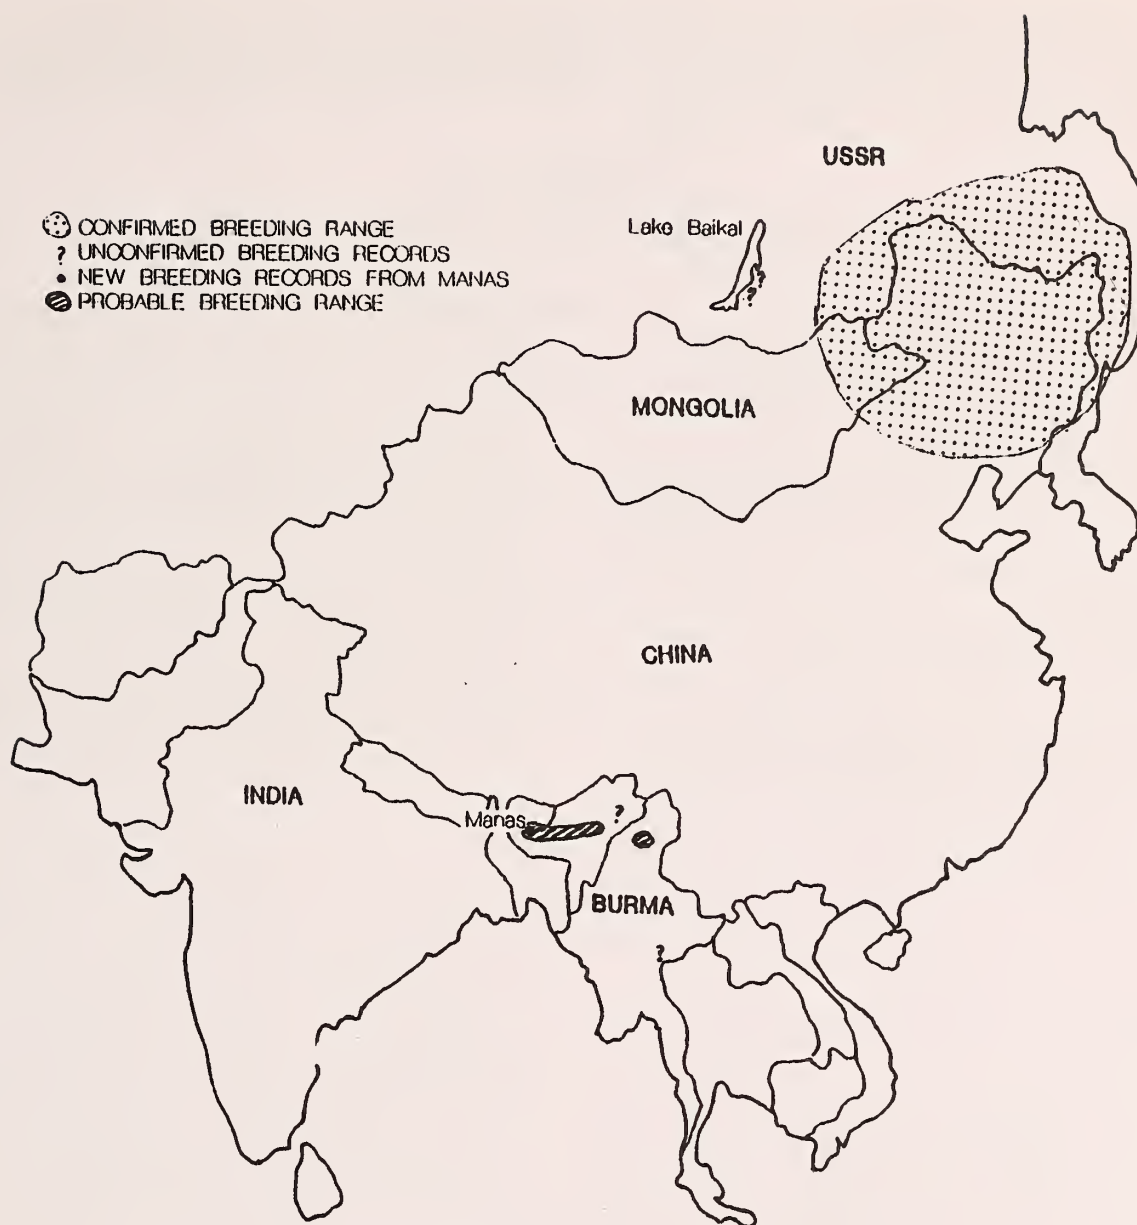 USSR
CONFIRMED BREEDING RANGE
? UNCONFIRMED BREEDING RECORDS
• NEW BREEDING RECORDS FROM MANAS
PROBABLE BREEDING RANGE
Lake Baikal
? ?
MONGOLIA
CHINA
INDIA
?
Manas
BURMA
?